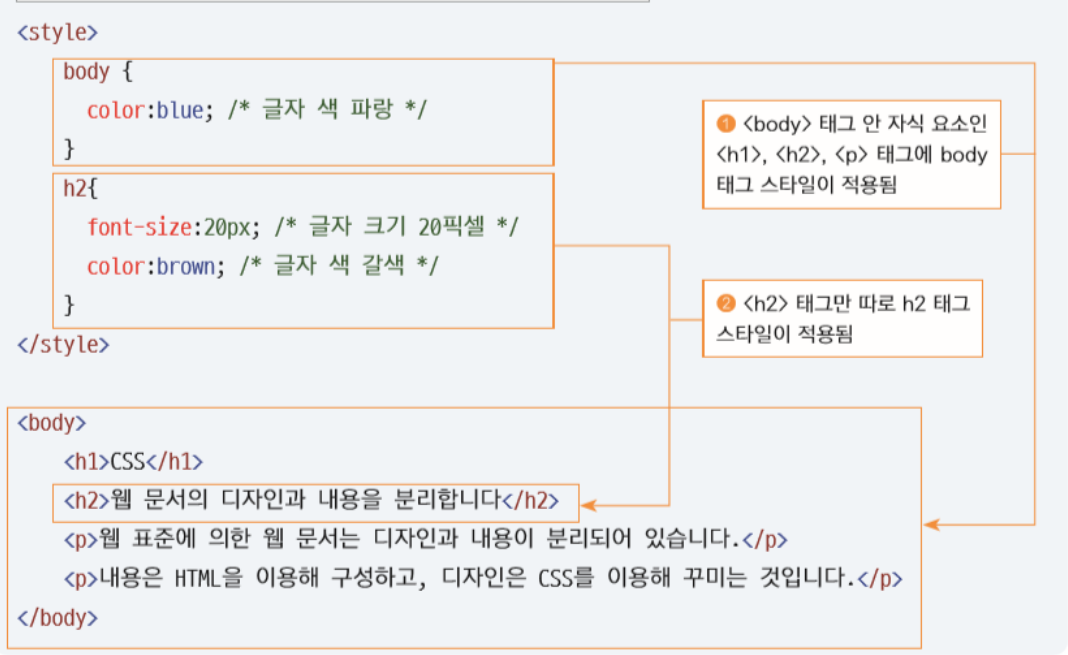 <style>
body {
color:blue; /* 글자 색 파랑 */
}
h2{
font-size:20px; /* 글자 크기 20픽셀 */
color:brown; /* 글자 색 갈색 */
}
</style>
❶ <body> 태그 안 자식 요소인
<h1>, <h2>, <p> 태그에 body
태그 스타일이 적용됨
❷ <h2> 태그만 따로 h2 태그
스타일이 적용됨
<body>
<h1>CSS</h1>
<h2>웹 문서의 디자인과 내용을 분리합니다</h2>
<p>웹 표준에 의한 웹 문서는 디자인과 내용이 분리되어 있습니다.</p>
<p>내용은 HTML을 이용해 구성하고, 디자인은 CSS를 이용해 꾸미는 것입니다.</p>
</body>